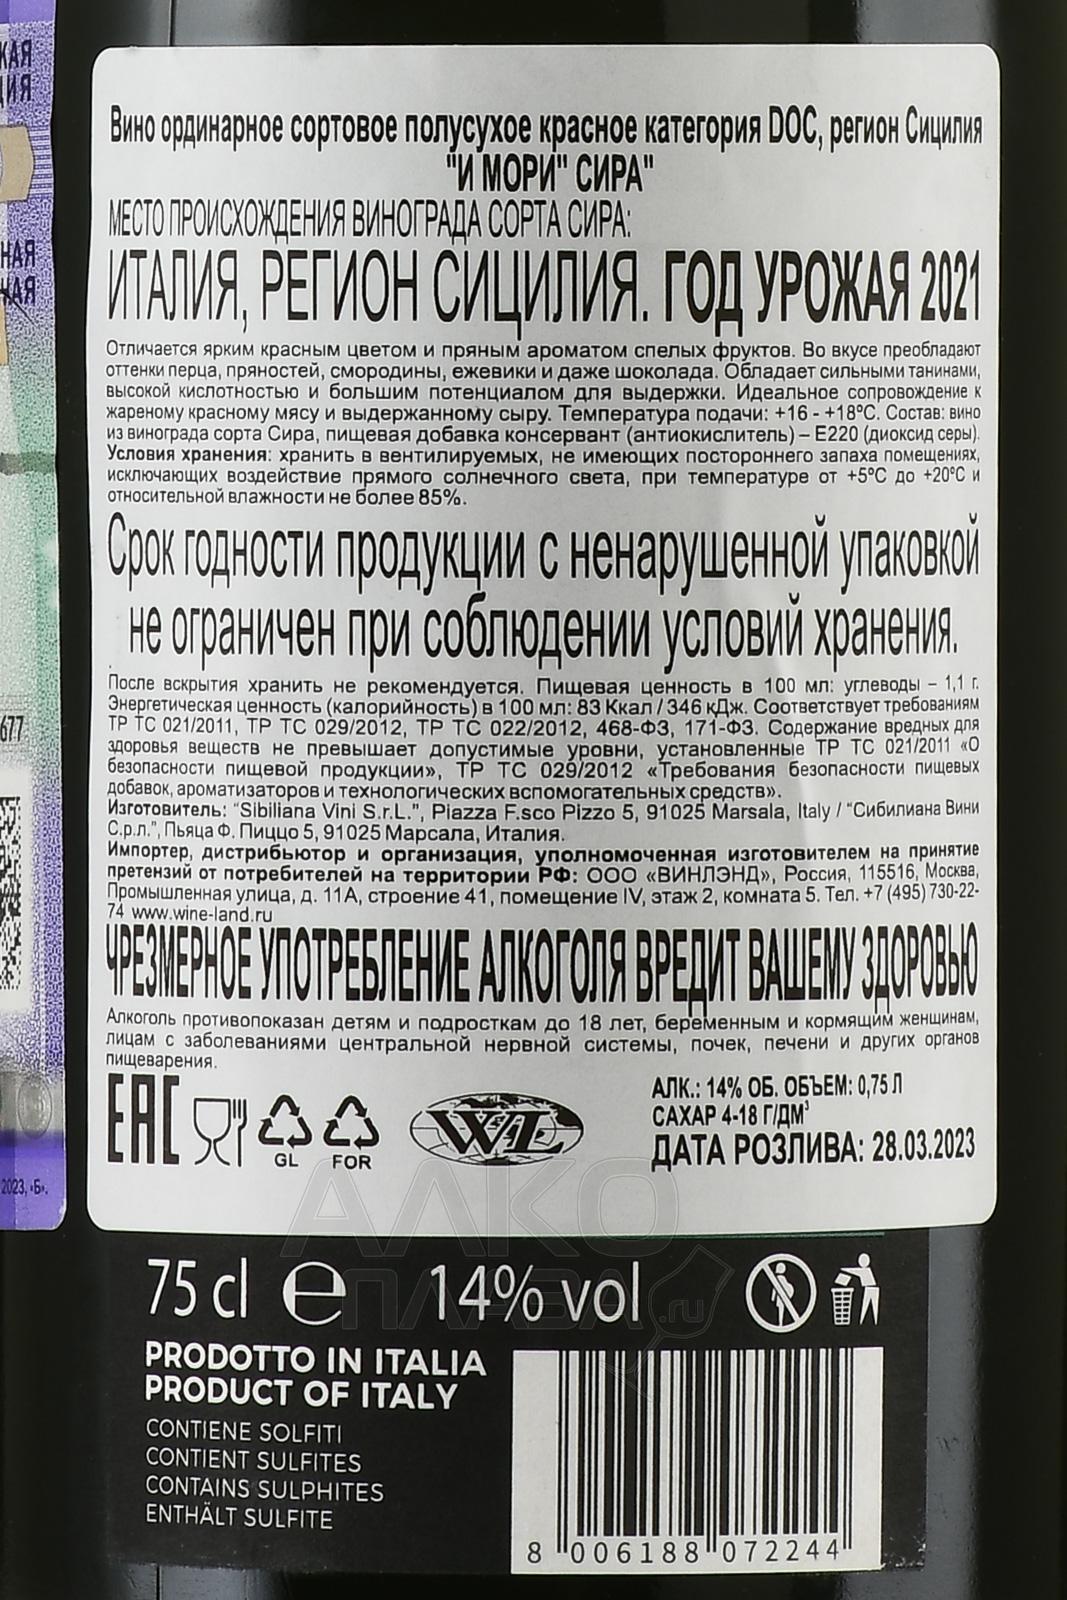 КАЯ
ЦИЯ
НАЯ
677
2023, «Б».
Вино ординарное сортовое полусухое красное категория DOC, регион Сицилия
"И МОРИ" СИРА"
МЕСТО ПРОИСХОЖДЕНИЯ ВИНОГРАДА СОРТА СИРА:
ИТАЛИЯ, РЕГИОН СИЦИЛИЯ. ГОД УРОЖАЯ 2021
Отличается ярким красным цветом и пряным ароматом спелых фруктов. Во вкусе преобладают
оттенки перца, пряностей, смородины, ежевики и даже шоколада. Обладает сильными танинами,
высокой кислотностью и большим потенциалом для выдержки. Идеальное сопровождение к
жареному красному мясу и выдержанному сыру. Температура подачи: +16 - +18ºС. Состав: вино
из винограда сорта Сира, пищевая добавка консервант (антиокислитель) – Е220 (диоксид серы).
Условия хранения: хранить в вентилируемых, не имеющих постороннего запаха помещениях,
исключающих воздействие прямого солнечного света, при температуре от +5ºС до +20ºС и
относительной влажности не более 85%.
Срок годности продукции с ненарушенной упаковкой
не ограничен при соблюдении условий хранения.
После вскрытия хранить не рекомендуется. Пищевая ценность в 100 мл: углеводы – 1,1 г.
Энергетическая ценность (калорийность) в 100 мл: 83 Ккал / 346 кДж. Соответствует требованиям
ТР ТС 021/2011, ТР ТС 029/2012, ТР ТС 022/2012, 468-ФЗ, 171-ФЗ. Содержание вредных для
здоровья веществ не превышает допустимые уровни, установленные ТР ТС 021/2011 «О
безопасности пищевой продукции», ТР ТС 029/2012 «Требования безопасности пищевых
добавок, ароматизаторов и технологических вспомогательных средств».
Изготовитель: "Sibiliana Vini S.r.L.", Piazza F.sco Pizzo 5, 91025 Marsala, Italy / "Сибилиана Вини
С.р.л.", Пьяца Ф. Пиццо 5, 91025 Марсала, Италия.
Импортер, дистрибьютор и организация, уполномоченная изготовителем на принятие
претензий от потребителей на территории РФ: ООО «ВИНЛЭНД», Россия, 115516, Москва,
Промышленная улица, д. 11А, строение 41, помещение IV, этаж 2, комната 5. Тел. +7 (495) 730-22-
74 www.wine-land.ru
ЧРЕЗМЕРНОЕ УПОТРЕБЛЕНИЕ АЛКОГОЛЯ ВРЕДИТ ВАШЕМУ ЗДОРОВЬЮ
Алкоголь противопоказан детям и подросткам до 18 лет, беременным и кормящим женщинам,
лицам с заболеваниями центральной нервной системы, почек, печени и других органов
пищеварения.
EAC
GL
FOR
WL
АЛК.: 14% ОБ. ОБЪЕМ: 0,75 Л
САХАР 4-18 Г/ДМ³
ДАТА РОЗЛИВА: 28.03.2023
АЛКО
ПЛАЗА.ru
75 cl ℮ 14% vol
PRODOTTO IN ITALIA
PRODUCT OF ITALY
CONTIENE SOLFITI
CONTIENT SULFITES
CONTAINS SULPHITES
ENTHÄLT SULFITE
8 006188 072244